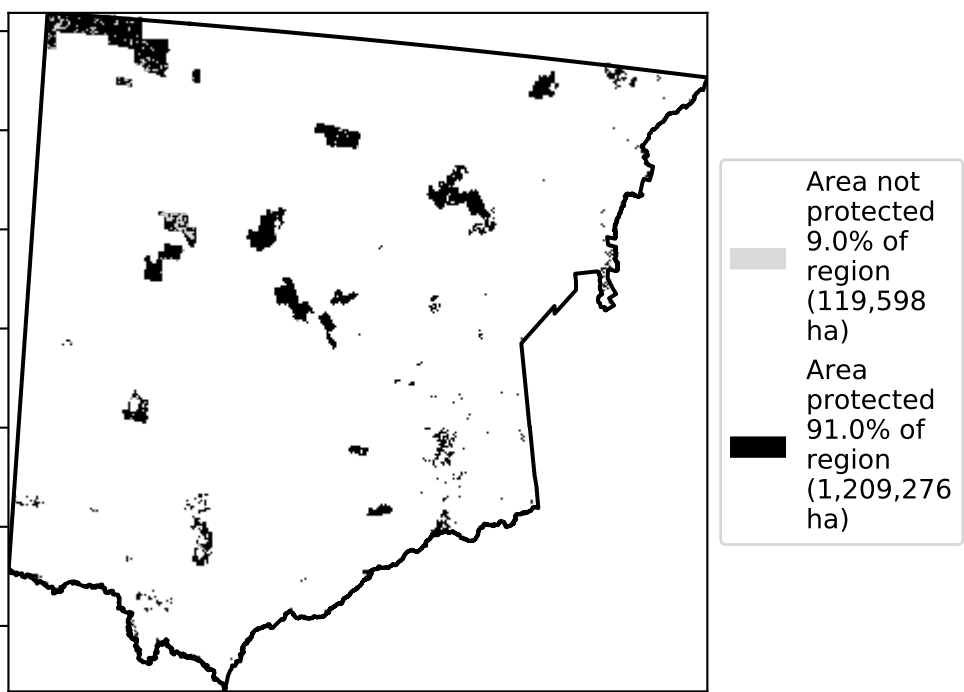 Area not
protected
9.0% of
region
(119,598
ha)
Area
protected
91.0% of
region
(1,209,276
ha)